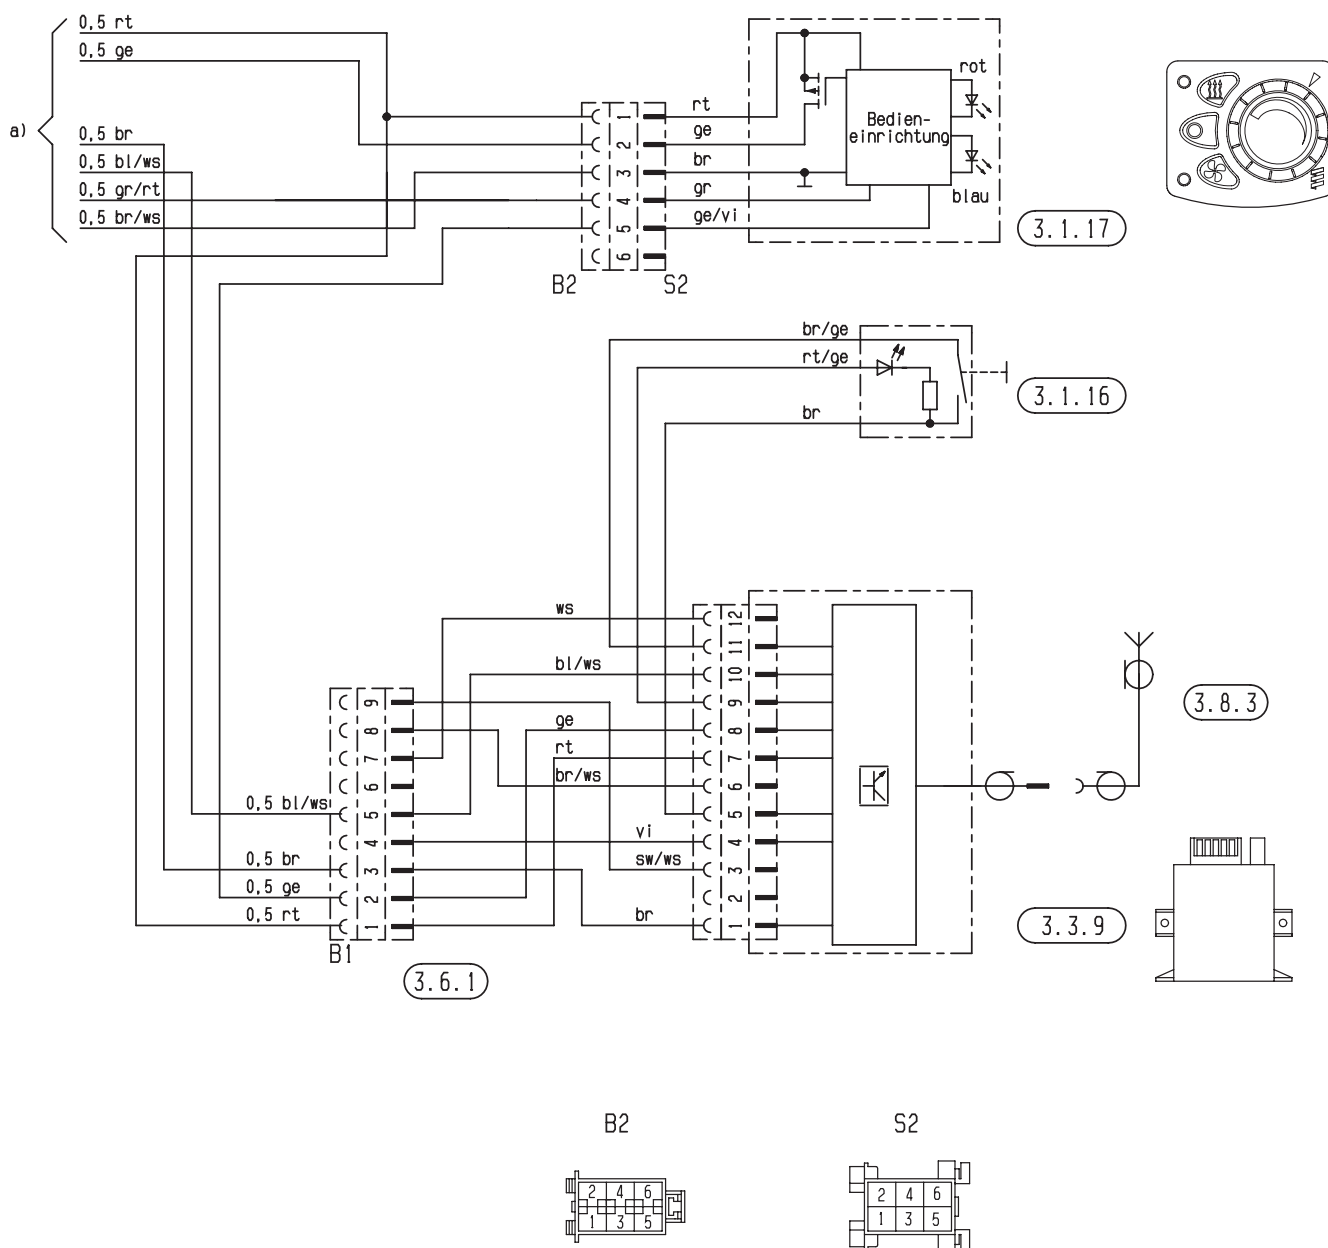 a)
0,5 rt
0,5 ge
0,5 br
0,5 bl/ws
0,5 gr/rt
0,5 br/ws
1
2
3
4
5
6
B2
S2
rt
ge
br
gr
ge/vi
Bedien-
einrichtung
rot
blau
3.1.17
br/ge
rt/ge
br
3.1.16
ws
bl/ws
ge
rt
br/ws
vi
sw/ws
br
12
11
10
9
8
7
6
5
4
3
2
1
9
8
7
6
5
4
3
2
1
0,5 bl/ws
0,5 br
0,5 ge
0,5 rt
B1
3.6.1
3.8.3
3.3.9
B2
2 4 6
1 3 5
S2
2 4 6
1 3 5